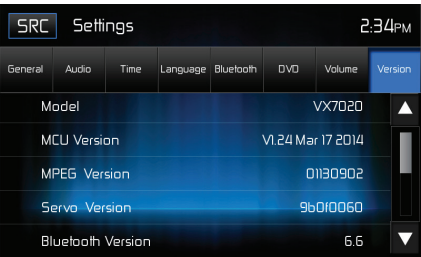 SRC Settings 2:34PM
General Audio Time Language Bluetooth DVD Volume Version
Model VX7020
MCU Version V1.24 Mar 17 2014
MPEG Version 01130902
Servo Version 9b0f0060
Bluetooth Version 6.6